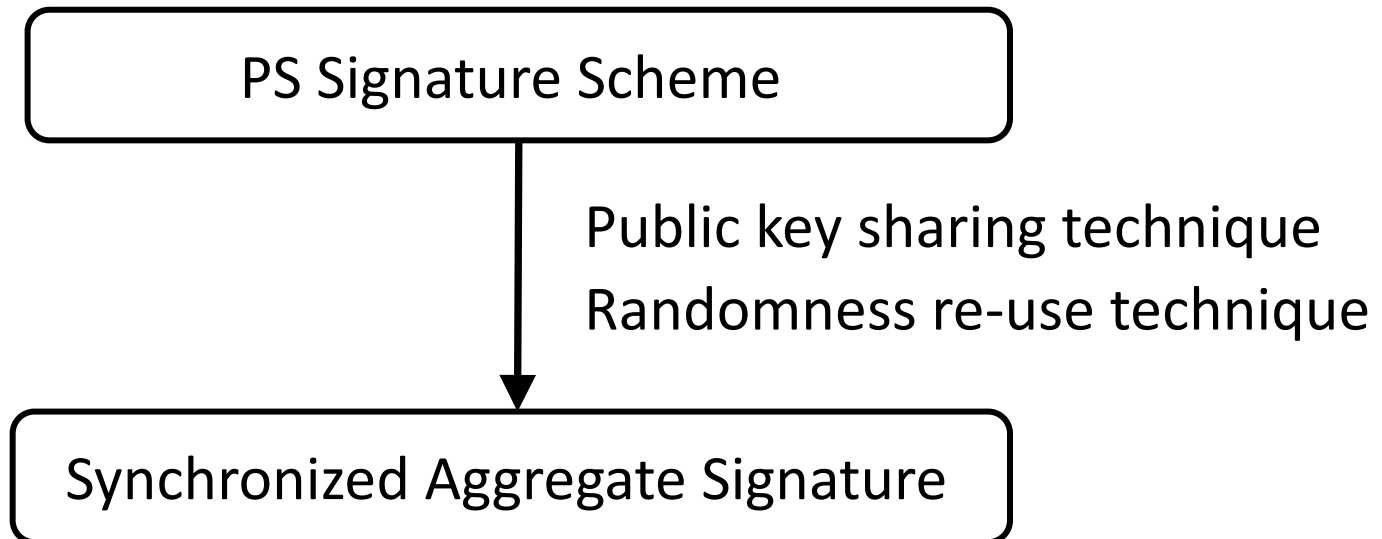 PS Signature Scheme
Public key sharing technique
Randomness re-use technique
Synchronized Aggregate Signature